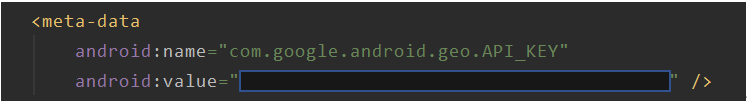 <meta-data
android:name="com.google.android.geo.API_KEY"
android:value="" />